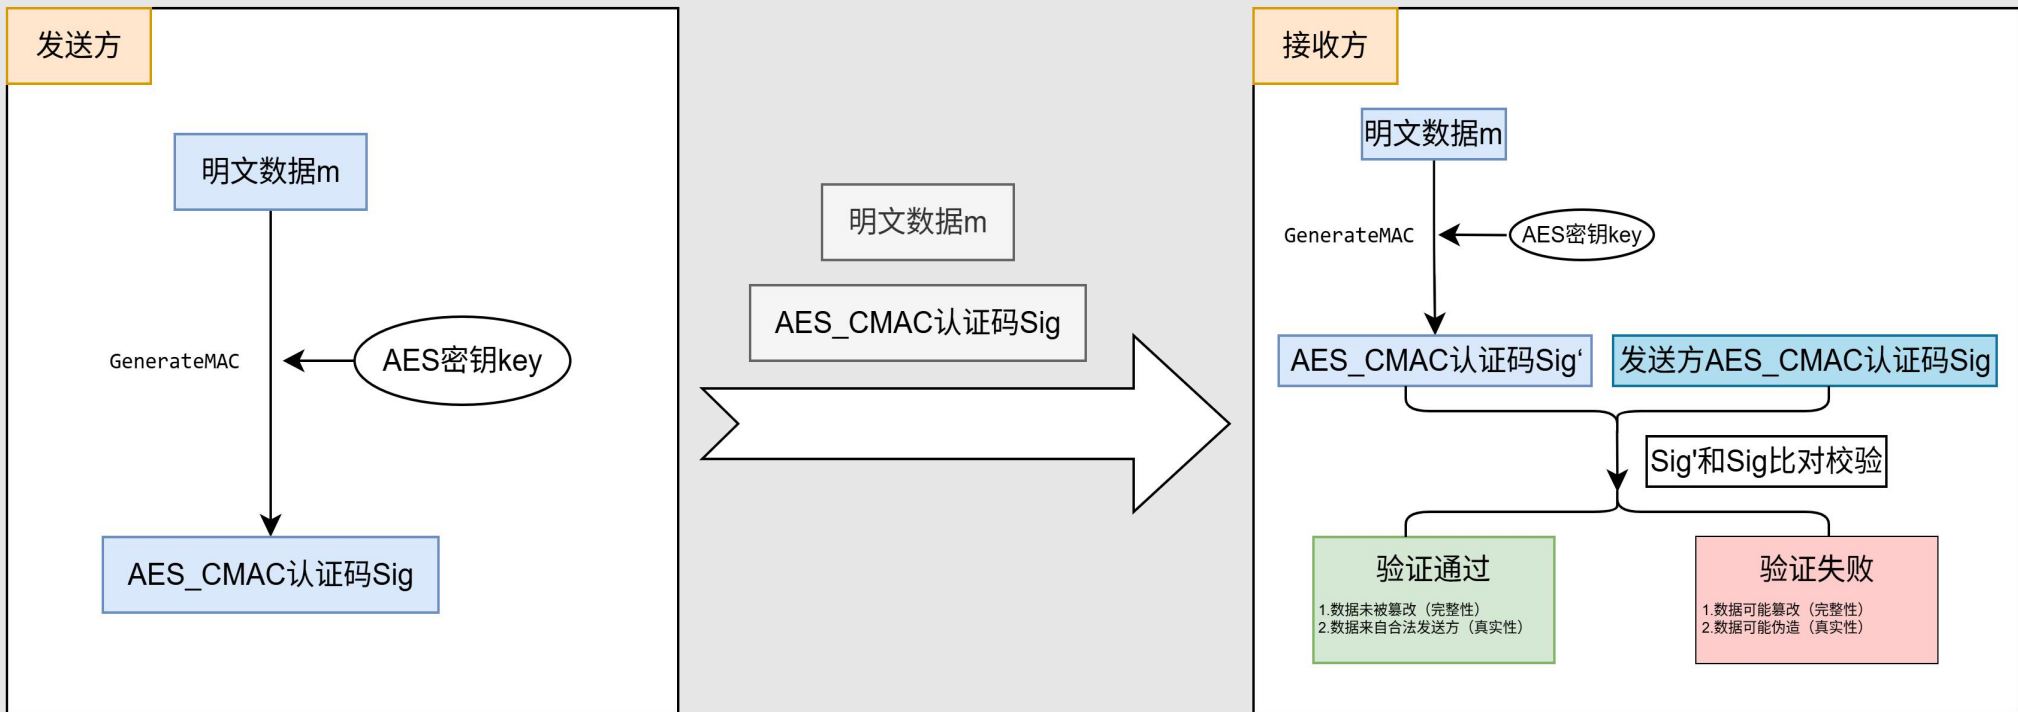 发送方
明文数据m
GenerateMAC
AES密钥key
AES_CMAC认证码Sig
明文数据m
AES_CMAC认证码Sig
接收方
明文数据m
GenerateMAC
AES密钥key
AES_CMAC认证码Sig‘
发送方AES_CMAC认证码Sig
Sig'和Sig比对校验
验证通过
1.数据未被篡改（完整性）
2.数据来自合法发送方（真实性）
验证失败
1.数据可能篡改（完整性）
2.数据可能伪造（真实性）